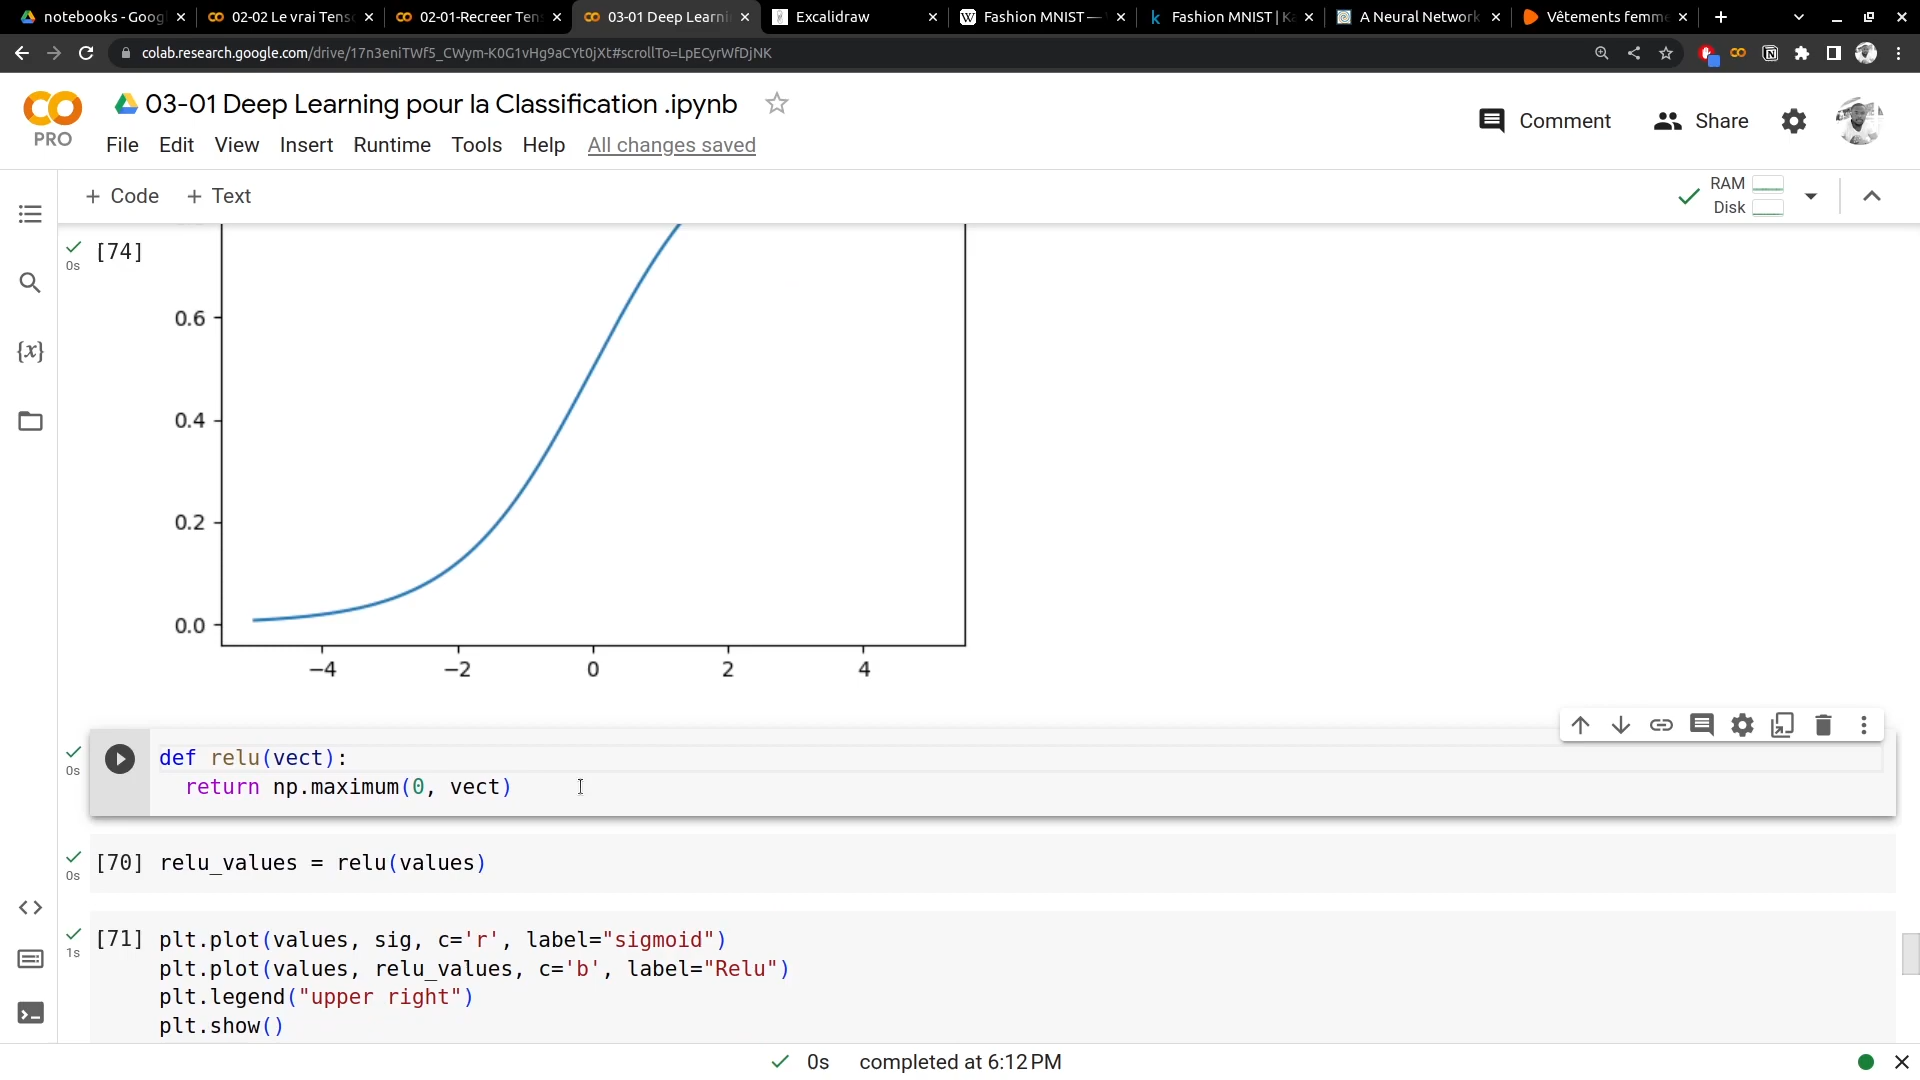 notebooks - Goog
02-02 Le vrai Tens
02-01-Recreer Ten
03-01 Deep Learni
Excalidraw
Fashion MNIST —
Fashion MNIST | Ka
A Neural Network
Vêtements femm
colab.research.google.com/drive/17n3eniTWf5_CWym-K0G1vHg9aCYt0jXt#scrollTo=LpECyrWfDjNK
PRO
03-01 Deep Learning pour la Classification .ipynb
File Edit View Insert Runtime Tools Help All changes saved
Comment
Share
+ Code + Text
RAM
Disk
{x}
0s
[74]
0.6
0.4
0.2
0.0
−4 −2 0 2 4
0s
def relu(vect):
return np.maximum(0, vect)
0s
[70] relu_values = relu(values)
1s
[71] plt.plot(values, sig, c='r', label="sigmoid")
plt.plot(values, relu_values, c='b', label="Relu")
plt.legend("upper right")
plt.show()
0s completed at 6:12 PM